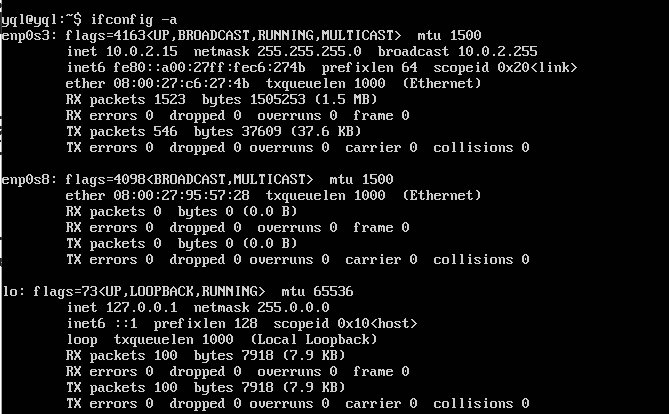 yql@yql:~$ ifconfig -a
enp0s3: flags=4163<UP,BROADCAST,RUNNING,MULTICAST>  mtu 1500
        inet 10.0.2.15  netmask 255.255.255.0  broadcast 10.0.2.255
        inet6 fe80::a00:27ff:fec6:274b  prefixlen 64  scopeid 0x20<link>
        ether 08:00:27:c6:27:4b  txqueuelen 1000  (Ethernet)
        RX packets 1523  bytes 1505253 (1.5 MB)
        RX errors 0  dropped 0  overruns 0  frame 0
        TX packets 546  bytes 37609 (37.6 KB)
        TX errors 0  dropped 0 overruns 0  carrier 0  collisions 0

enp0s8: flags=4098<BROADCAST,MULTICAST>  mtu 1500
        ether 08:00:27:95:57:28  txqueuelen 1000  (Ethernet)
        RX packets 0  bytes 0 (0.0 B)
        RX errors 0  dropped 0  overruns 0  frame 0
        TX packets 0  bytes 0 (0.0 B)
        TX errors 0  dropped 0 overruns 0  carrier 0  collisions 0

lo: flags=73<UP,LOOPBACK,RUNNING>  mtu 65536
        inet 127.0.0.1  netmask 255.0.0.0
        inet6 ::1  prefixlen 128  scopeid 0x10<host>
        loop  txqueuelen 1000  (Local Loopback)
        RX packets 100  bytes 7918 (7.9 KB)
        RX errors 0  dropped 0  overruns 0  frame 0
        TX packets 100  bytes 7918 (7.9 KB)
        TX errors 0  dropped 0 overruns 0  carrier 0  collisions 0